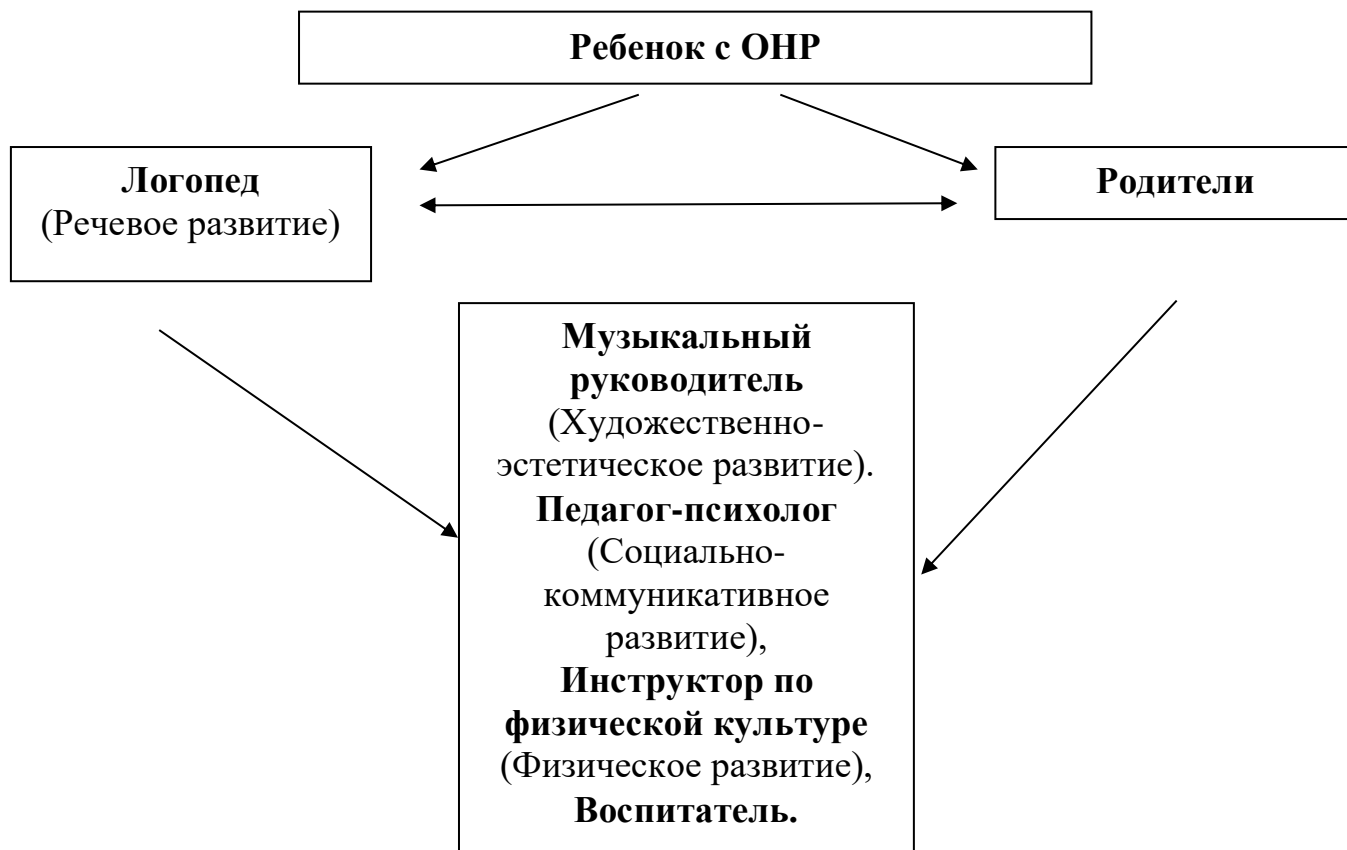 Ребенок с ОНР
Логопед
(Речевое развитие)
Родители
Музыкальный
руководитель
(Художественно-
эстетическое развитие).
Педагог-психолог
(Социально-
коммуникативное
развитие),
Инструктор по
физической культуре
(Физическое развитие),
Воспитатель.